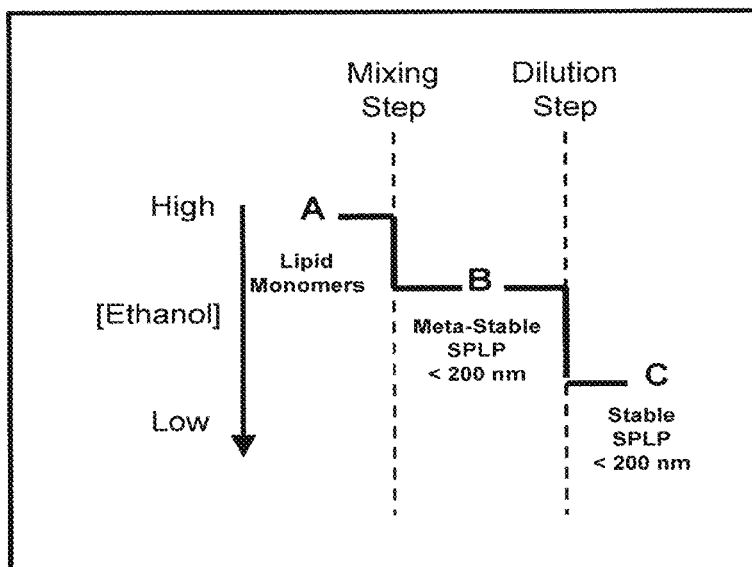 Mixing
Step
Dilution
Step
High
A
Lipid
Monomers
[Ethanol]
B
Meta-Stable
SPLP
< 200 nm
Low
C
Stable
SPLP
< 200 nm